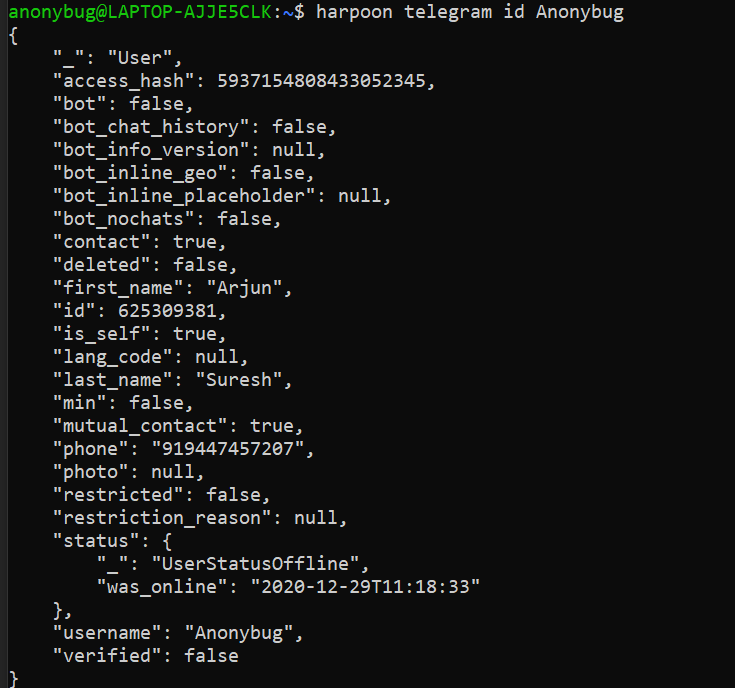 anonybug@LAPTOP-AJJE5CLK:~$ harpoon telegram id Anonybug
{
    "_": "User",
    "access_hash": 5937154808433052345,
    "bot": false,
    "bot_chat_history": false,
    "bot_info_version": null,
    "bot_inline_geo": false,
    "bot_inline_placeholder": null,
    "bot_nochats": false,
    "contact": true,
    "deleted": false,
    "first_name": "Arjun",
    "id": 625309381,
    "is_self": true,
    "lang_code": null,
    "last_name": "Suresh",
    "min": false,
    "mutual_contact": true,
    "phone": "919447457207",
    "photo": null,
    "restricted": false,
    "restriction_reason": null,
    "status": {
        "_": "UserStatusOffline",
        "was_online": "2020-12-29T11:18:33"
    },
    "username": "Anonybug",
    "verified": false
}